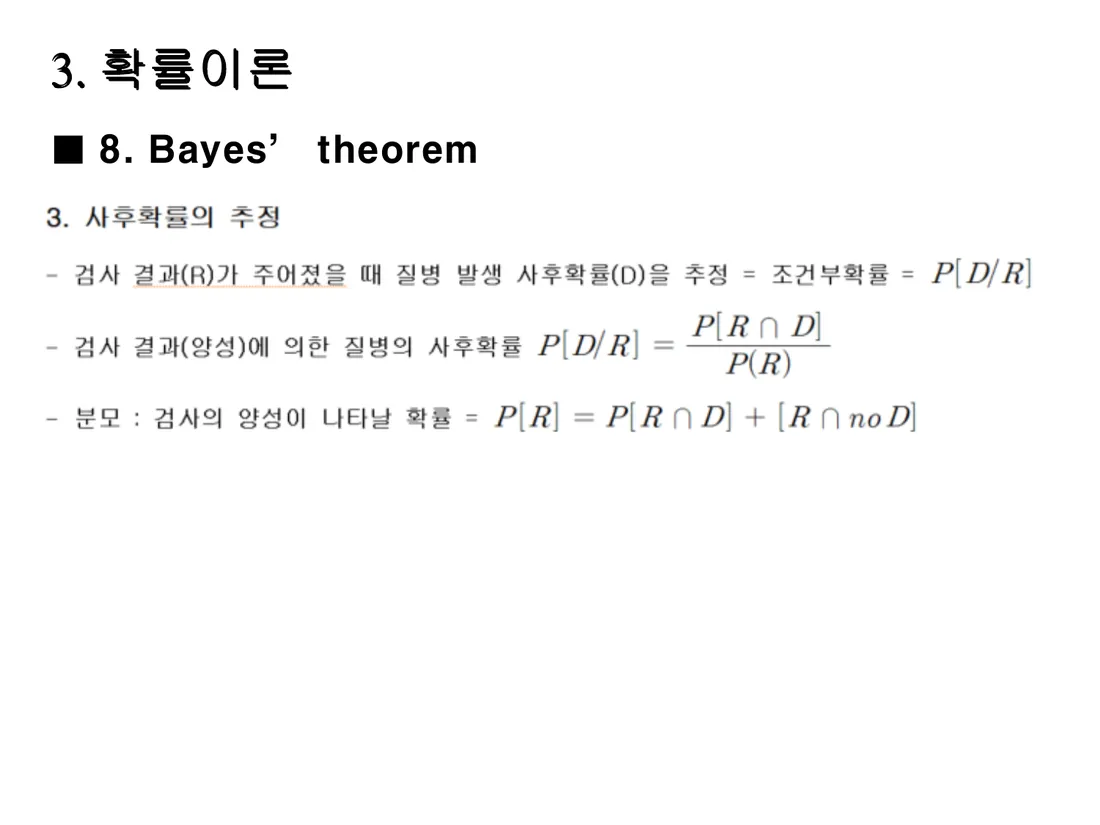 3. 확률이론
■ 8. Bayes’ theorem
3. 사후확률의 추정
- 검사 결과(R)가 주어졌을 때 질병 발생 사후확률(D)을 추정 = 조건부확률 = P[D/R]
- 검사 결과(양성)에 의한 질병의 사후확률 P[D/R] = P[R ∩ D] / P(R)
- 분모 : 검사의 양성이 나타날 확률 = P[R] = P[R ∩ D] + [R ∩ no D]